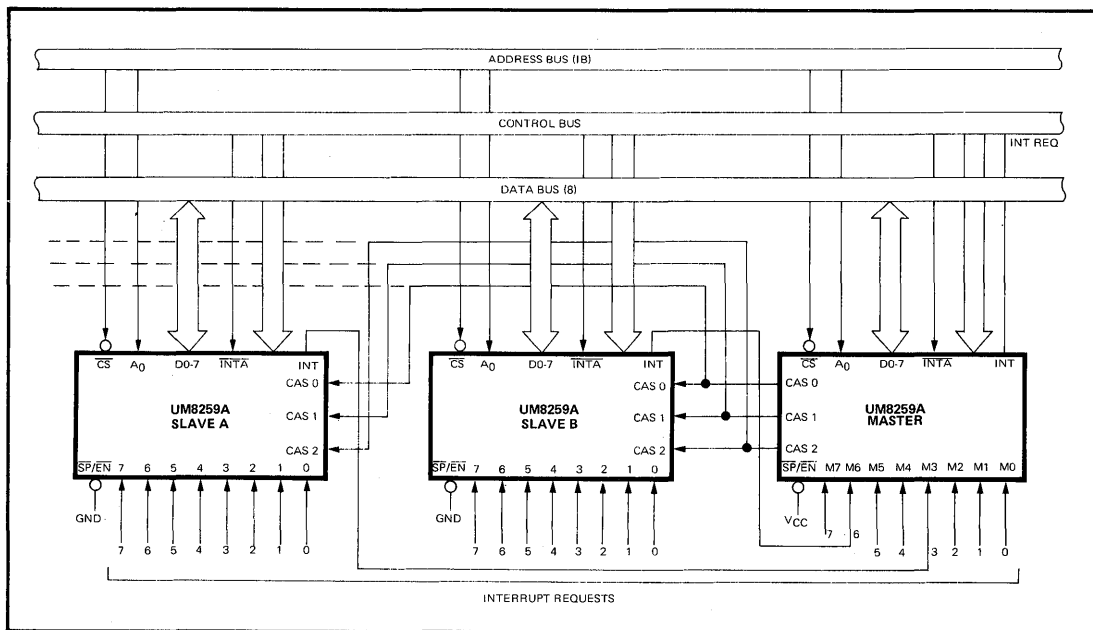 ADDRESS BUS (1B)
CONTROL BUS
INT REQ
DATA BUS (8)
CS A0 D0-7 INTA INT
CAS 0
CAS 1
CAS 2
UM8259A
SLAVE A
SP/EN 7 6 5 4 3 2 1 0
GND
7 6 5 4 3 2 1 0
CS A0 D0-7 INTA INT
CAS 0
CAS 1
CAS 2
UM8259A
SLAVE B
SP/EN 7 6 5 4 3 2 1 0
GND
7 6 5 4 3 2 1 0
CS A0 D0-7 INTA INT
CAS 0
CAS 1
CAS 2
UM8259A
MASTER
SP/EN M7 M6 M5 M4 M3 M2 M1 M0
VCC
7 6 5 4 3 2 1 0
INTERRUPT REQUESTS